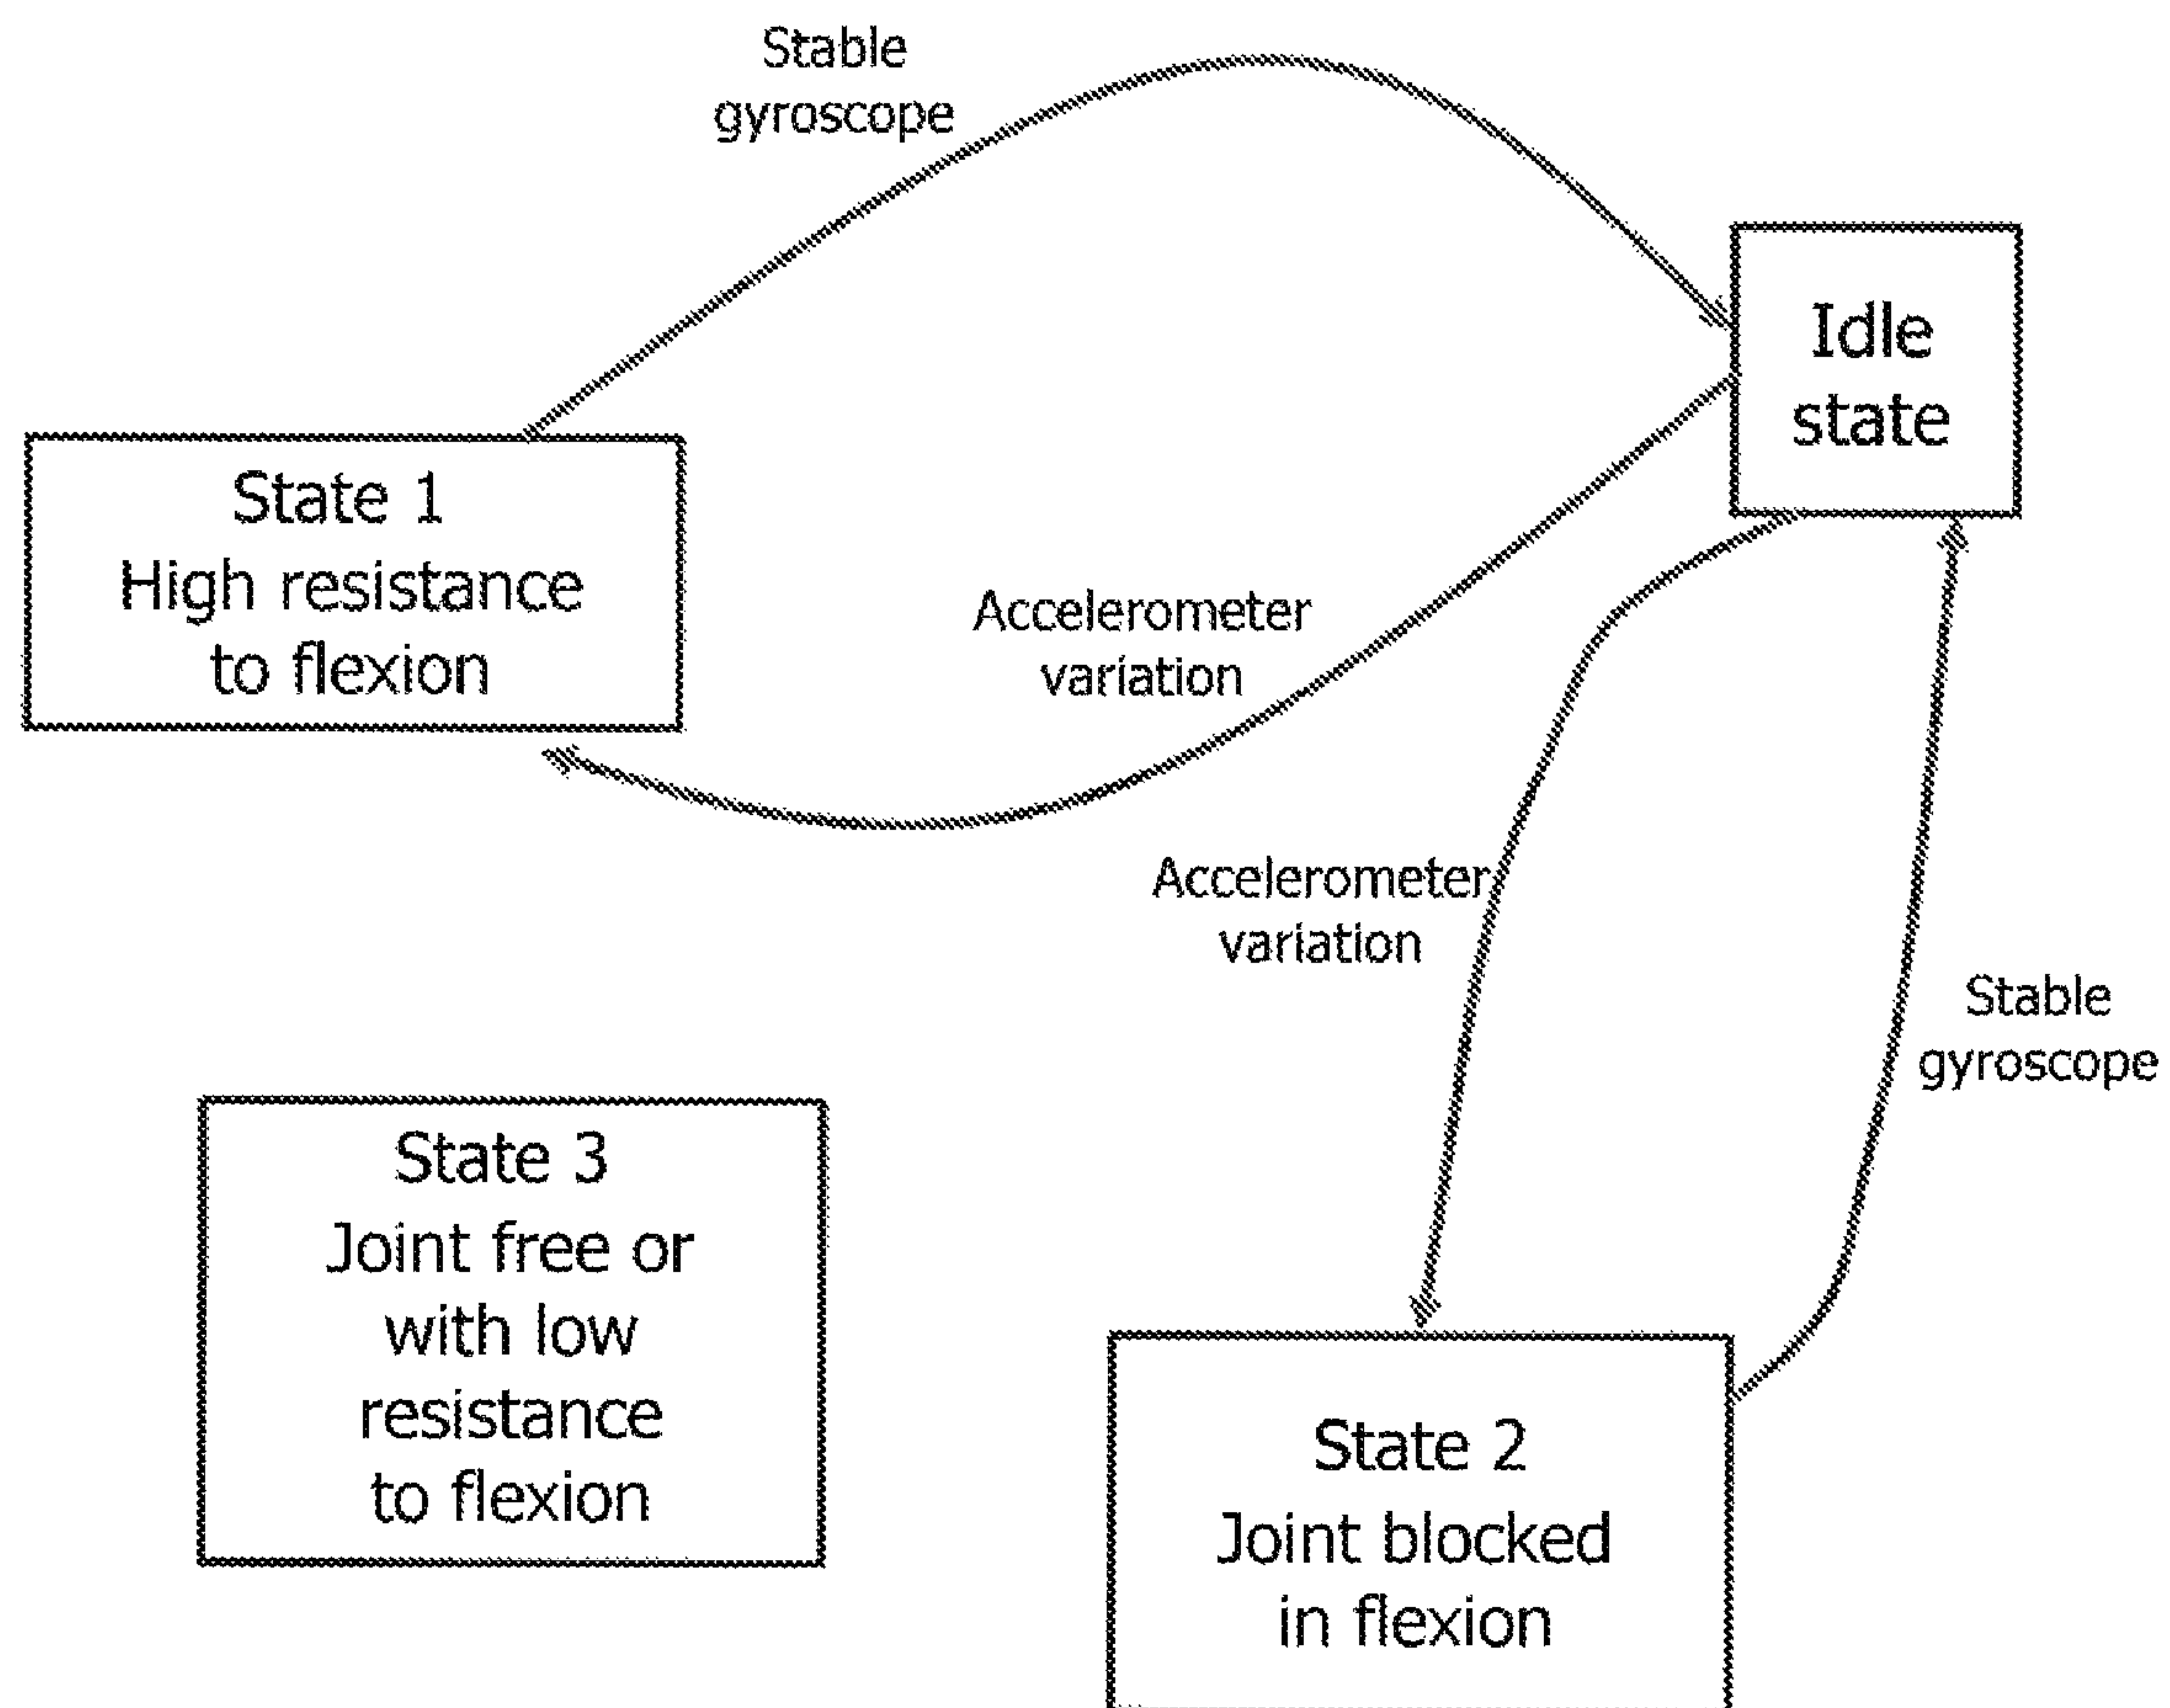 Stable
gyroscope
Idle
state
State 1
High resistance
to flexion
Accelerometer
variation
Accelerometer
variation
Stable
gyroscope
State 3
Joint free or
with low
resistance
to flexion
State 2
Joint blocked
in flexion